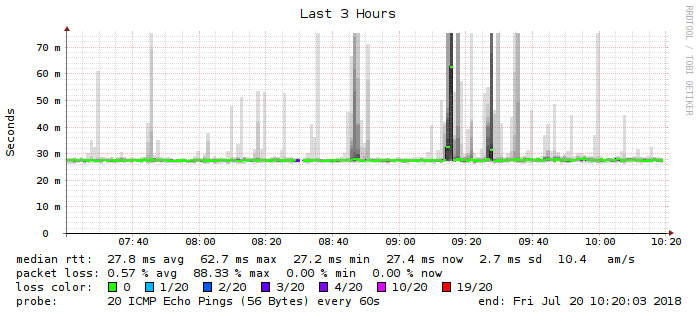 Last 3 Hours
RRDTOOL / TOBI OETIKER
Seconds
70 m
60 m
50 m
40 m
30 m
20 m
10 m
0
07:40 08:00 08:20 08:40 09:00 09:20 09:40 10:00 10:20
median rtt: 27.8 ms avg 62.7 ms max 27.2 ms min 27.4 ms now 2.7 ms sd 10.4 am/s
packet loss: 0.57 % avg 88.33 % max 0.00 % min 0.00 % now
loss color: 0 1/20 2/20 3/20 4/20 10/20 19/20
probe: 20 ICMP Echo Pings (56 Bytes) every 60s end: Fri Jul 20 10:20:03 2018